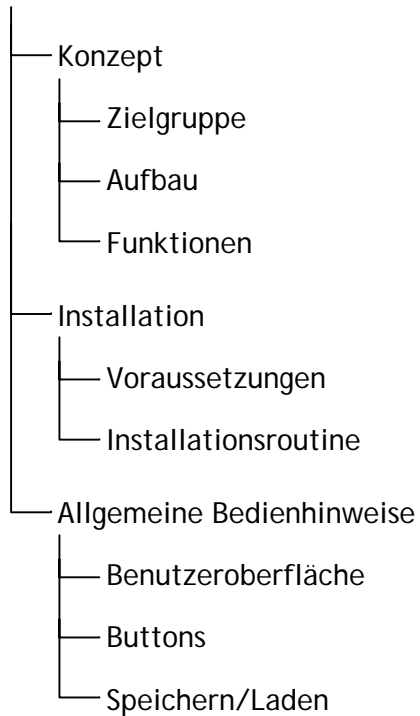 Konzept
Zielgruppe
Aufbau
Funktionen
Installation
Voraussetzungen
Installationsroutine
Allgemeine Bedienhinweise
Benutzeroberfläche
Buttons
Speichern/Laden